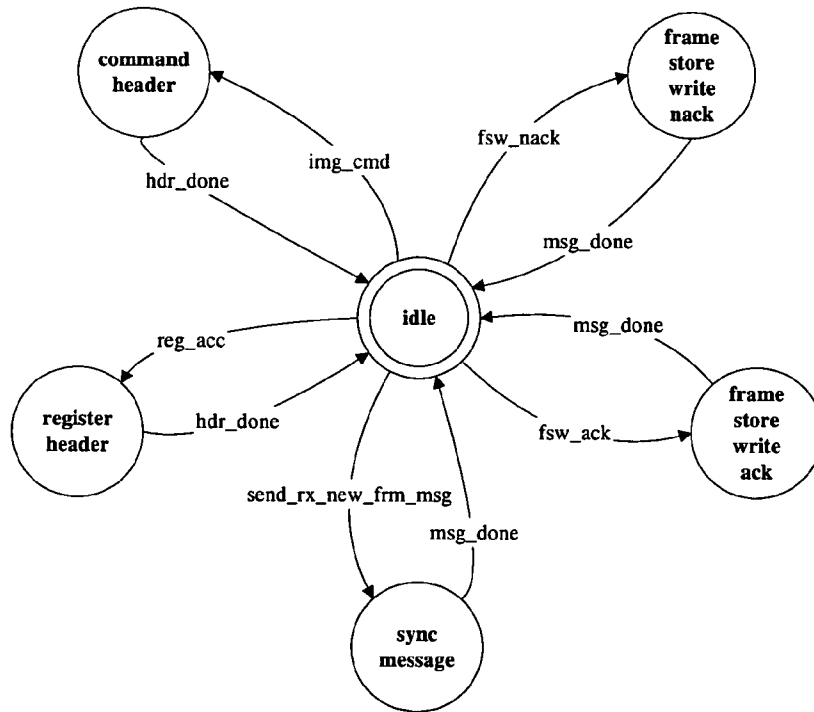 command
header
frame
store
write
nack
fsw_nack
img_cmd
hdr_done
msg_done
idle
msg_done
reg_acc
register
header
hdr_done
frame
store
write
ack
fsw_ack
send_rx_new_frm_msg
msg_done
sync
message